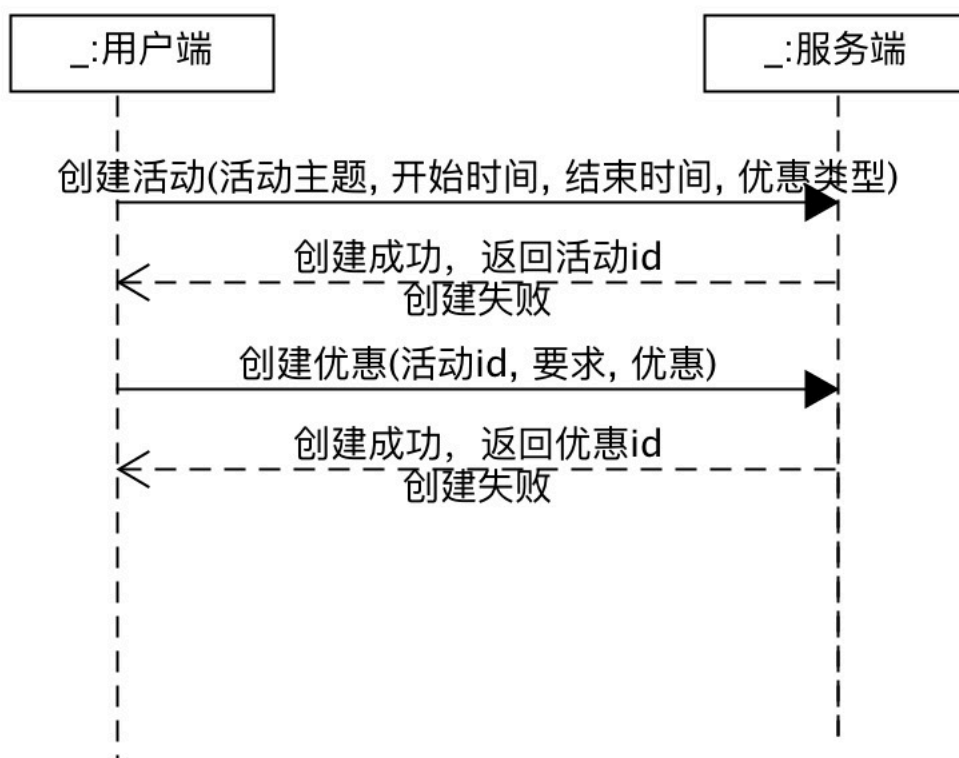 _:用户端
_:服务端
创建活动(活动主题, 开始时间, 结束时间, 优惠类型)
创建成功，返回活动id
创建失败
创建优惠(活动id, 要求, 优惠)
创建成功，返回优惠id
创建失败